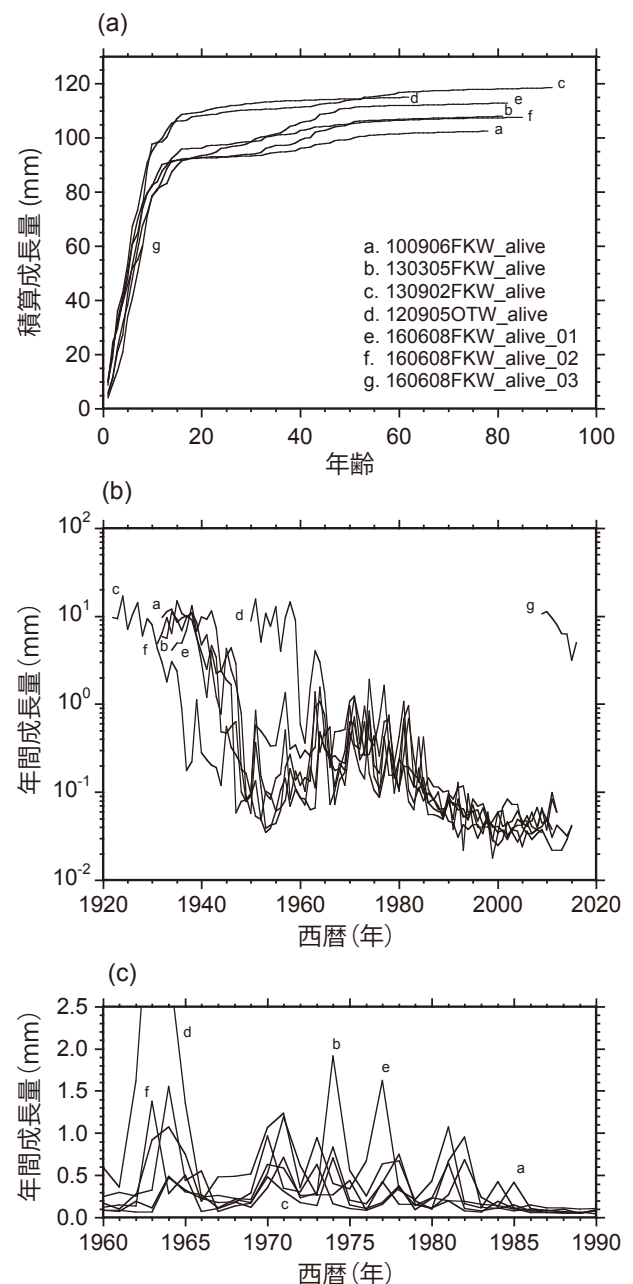 (a)
積算成長量 (mm)
120
100
80
60
40
20
0
c
d
e
b
f
a
g
a. 100906FKW_alive
b. 130305FKW_alive
c. 130902FKW_alive
d. 120905OTW_alive
e. 160608FKW_alive_01
f. 160608FKW_alive_02
g. 160608FKW_alive_03
0 20 40 60 80 100
年齢
(b)
年間成長量（mm）
10²
10¹
10⁰
10⁻¹
10⁻²
c a d g
f b e
1920 1940 1960 1980 2000 2020
西暦（年）
(c)
年間成長量（mm）
2.5
2.0
1.5
1.0
0.5
0.0
d
b
e
f
a
c
1960 1965 1970 1975 1980 1985 1990
西暦（年）